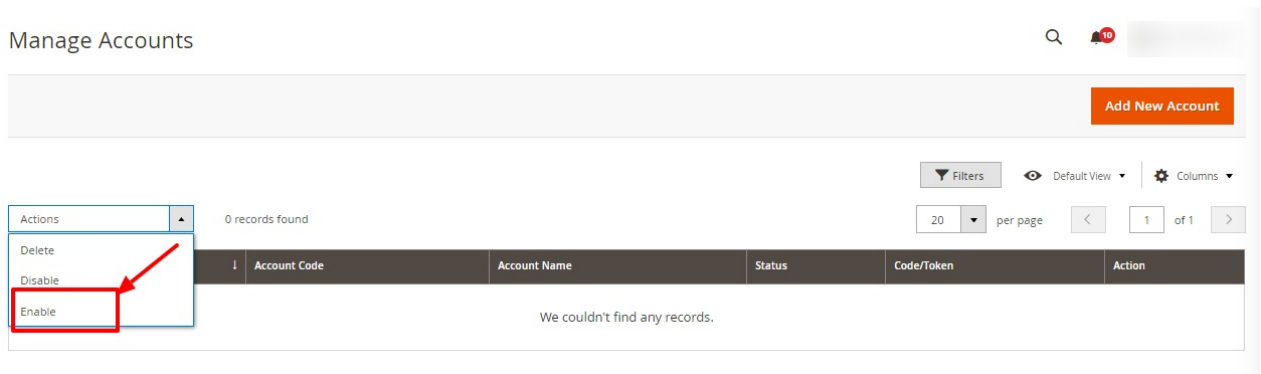 Manage Accounts
10
Add New Account
Filters Default View Columns
Actions 0 records found 20 per page 1 of 1
Delete
Disable
Enable
↓ Account Code Account Name Status Code/Token Action
We couldn't find any records.